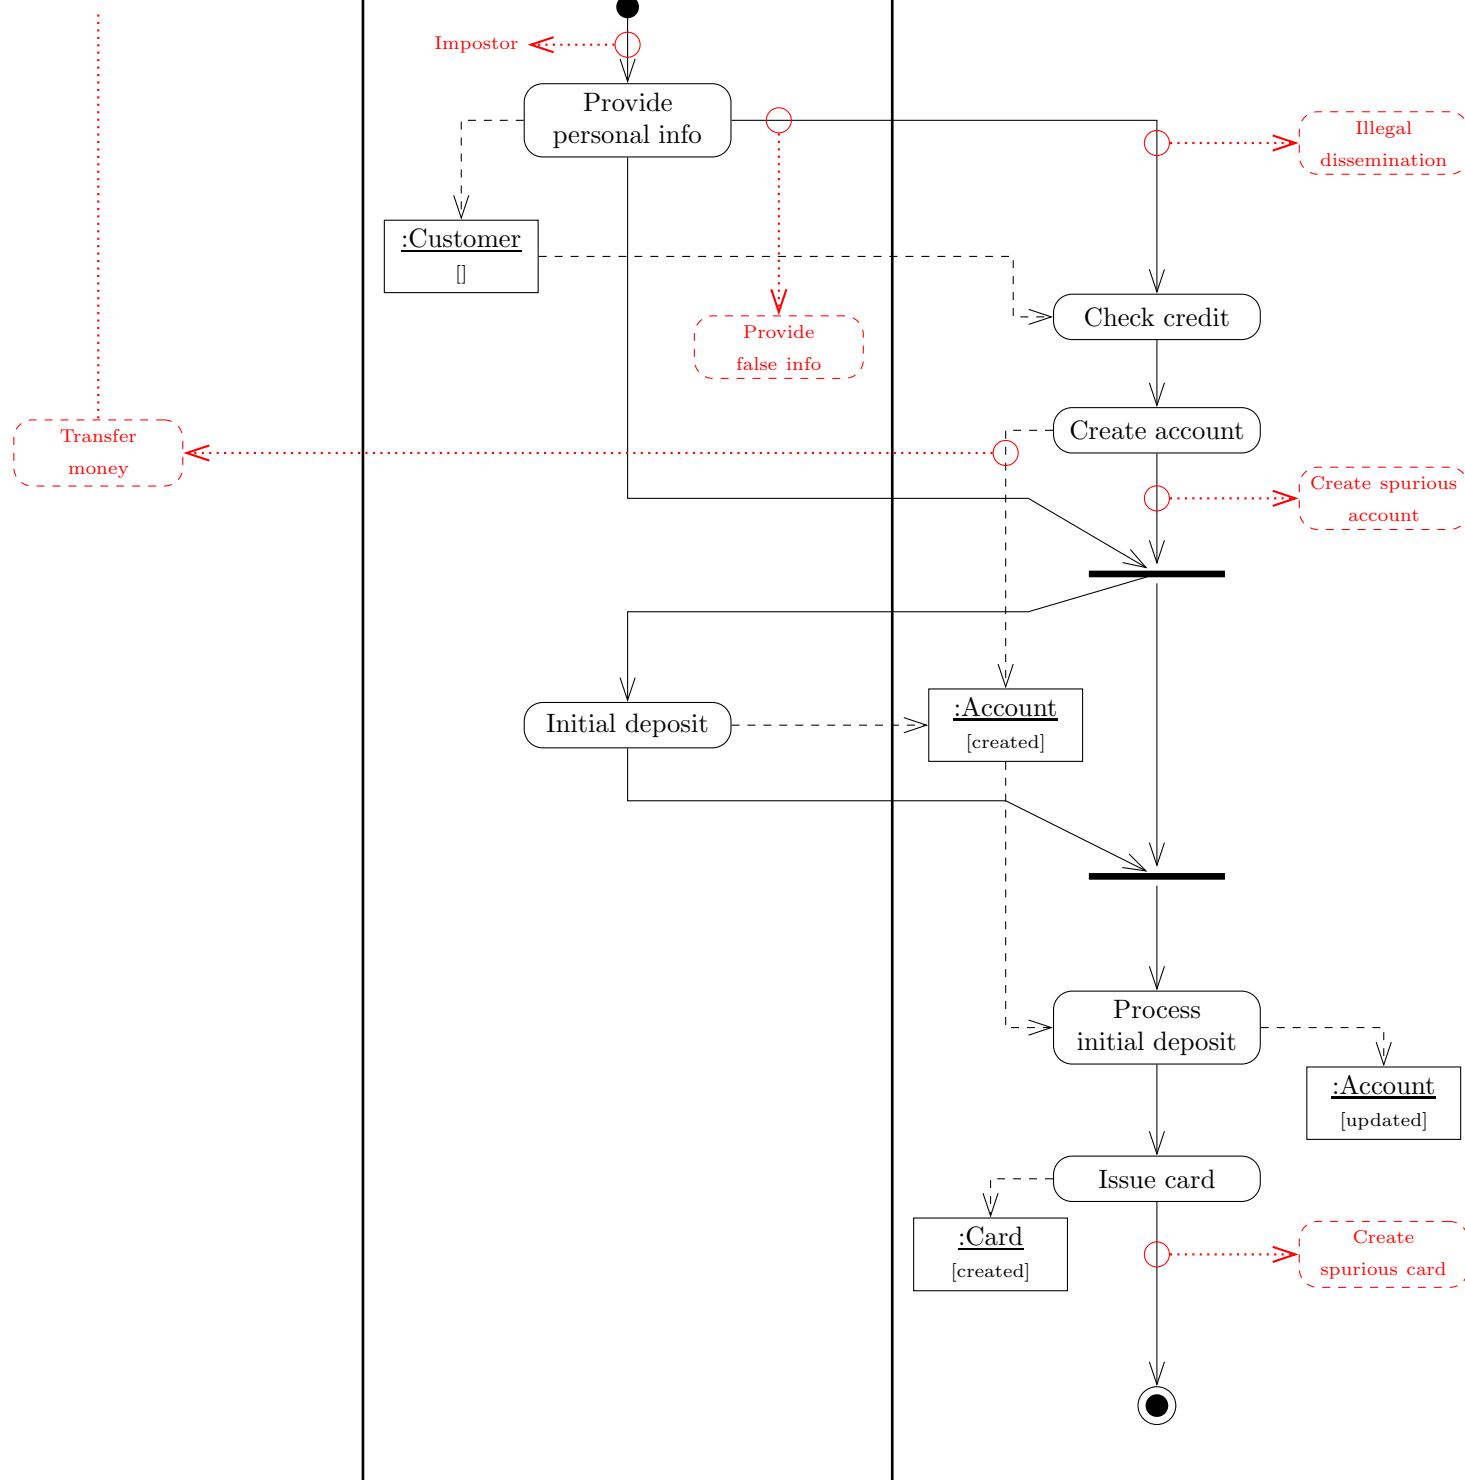 Impostor
Provide
personal info
Illegal
dissemination
:Customer
[]
Check credit
Provide
false info
Create account
Transfer
money
Create spurious
account
Initial deposit
:Account
[created]
Process
initial deposit
:Account
[updated]
Issue card
:Card
[created]
Create
spurious card